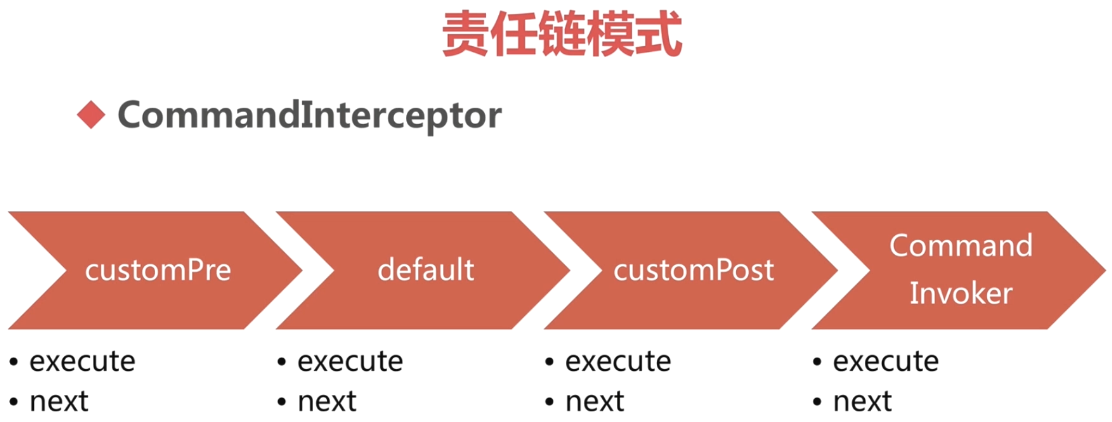 责任链模式
◆ CommandInterceptor
customPre
default
customPost
Command
Invoker
• execute
• next
• execute
• next
• execute
• next
• execute
• next